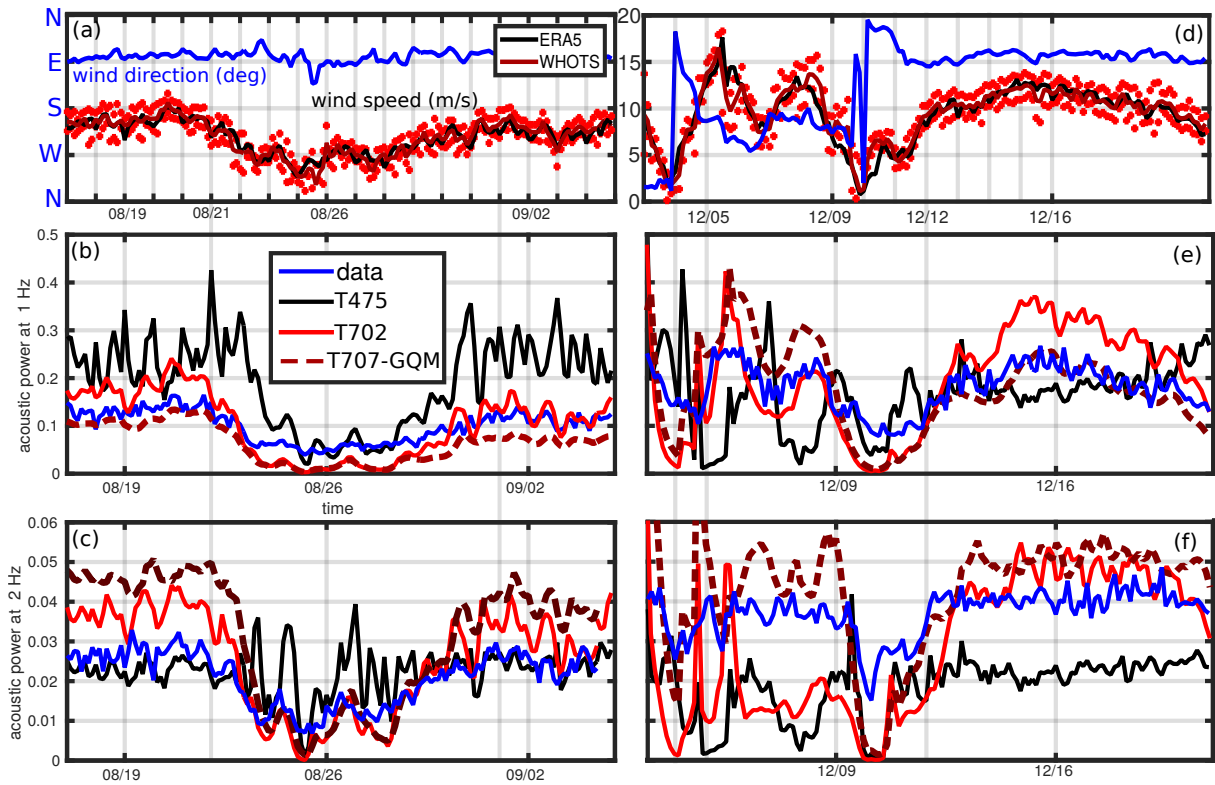 N
(a)
E
wind direction (deg)
S
wind speed (m/s)
W
N
ERA5
WHOTS
08/19
08/21
08/26
09/02
20
(d)
15
10
5
0
12/05
12/09
12/12
12/16
acoustic power at 1 Hz
0.5
0.4
0.3
0.2
0.1
0
(b)
data
T475
T702
T707-GQM
08/19
08/26
09/02
time
(e)
12/09
12/16
acoustic power at 2 Hz
0.06
0.05
0.04
0.03
0.02
0.01
0
(c)
08/19
08/26
09/02
(f)
12/09
12/16